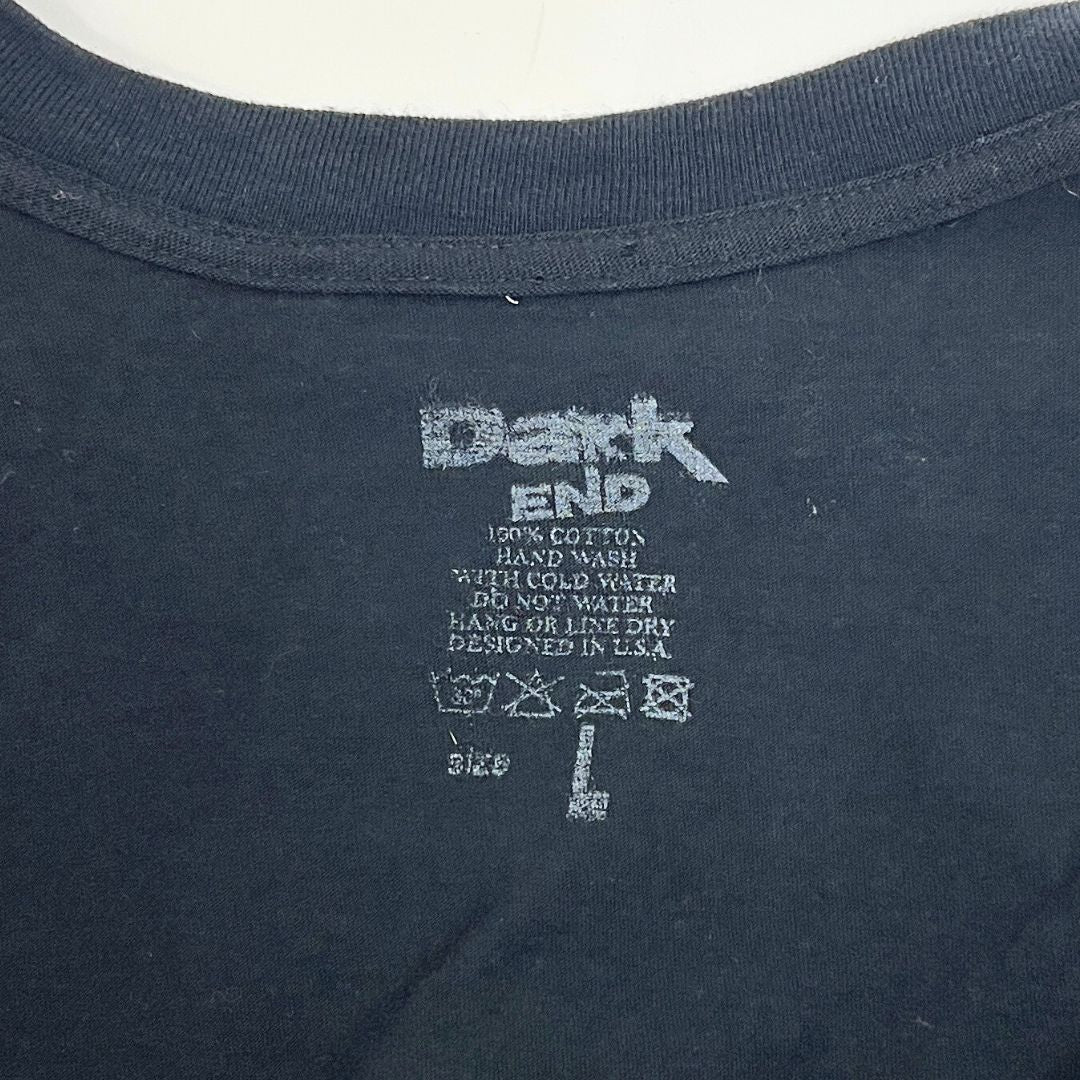 Dark
END
100% COTTON
HAND WASH
WITH COLD WATER
DO NOT WATER
HANG OR LINE DRY
DESIGNED IN U.S.A.
30°
SIZE L